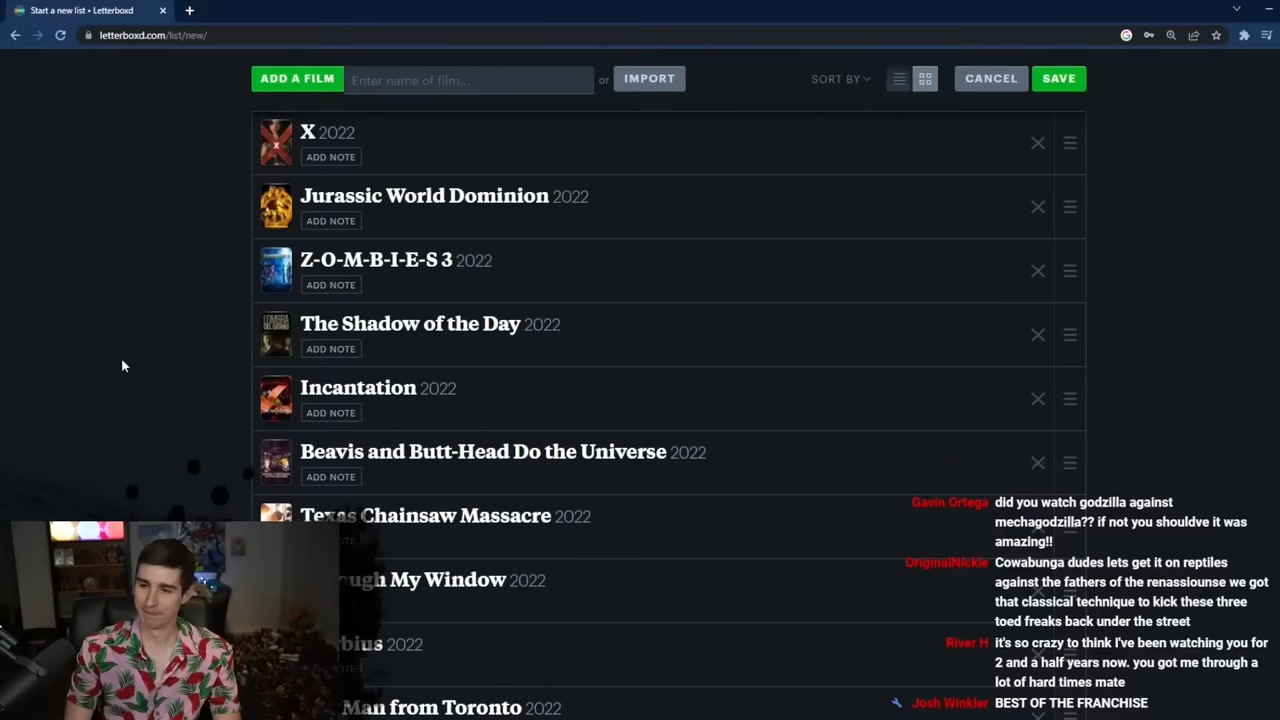 Start a new list • Letterboxd
letterboxd.com/list/new/
ADD A FILM
Enter name of film...
or
IMPORT
SORT BY
CANCEL
SAVE
X 2022
ADD NOTE
Jurassic World Dominion 2022
ADD NOTE
Z-O-M-B-I-E-S 3 2022
ADD NOTE
The Shadow of the Day 2022
ADD NOTE
Incantation 2022
ADD NOTE
Beavis and Butt-Head Do the Universe 2022
ADD NOTE
Texas Chainsaw Massacre 2022
ugh My Window 2022
bius 2022
Man from Toronto 2022
Gavin Ortega did you watch godzilla against
mechagodzilla?? if not you shouldve it was
amazing!!
OriginalNickle Cowabunga dudes lets get it on reptiles
against the fathers of the renassiounse we got
that classical technique to kick these three
toed freaks back under the street
River H it's so crazy to think I've been watching you for
2 and a half years now. you got me through a
lot of hard times mate
Josh Winkler BEST OF THE FRANCHISE